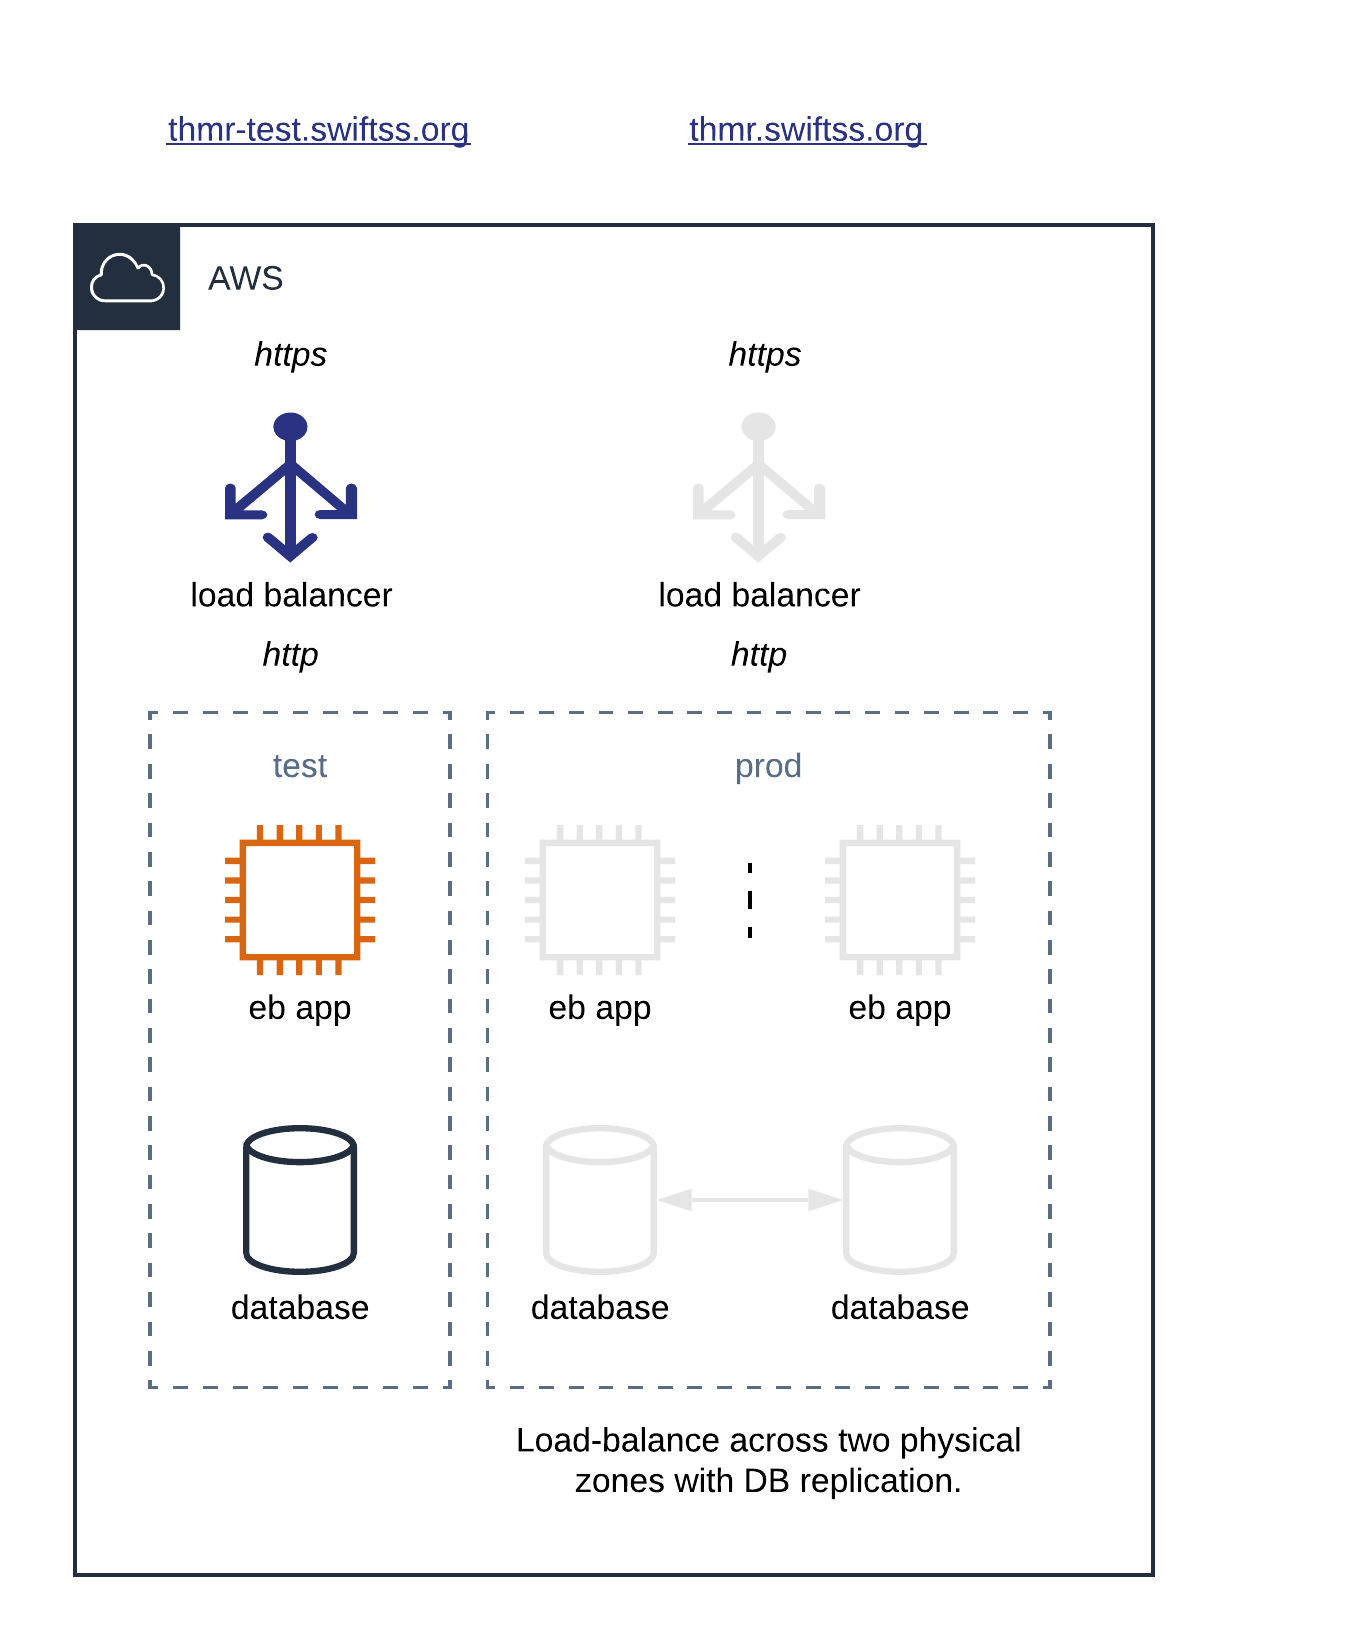 thmr-test.swiftss.org
thmr.swiftss.org
AWS
https
https
load balancer
load balancer
http
http
test
prod
eb app
eb app
eb app
database
database
database
Load-balance across two physical
zones with DB replication.